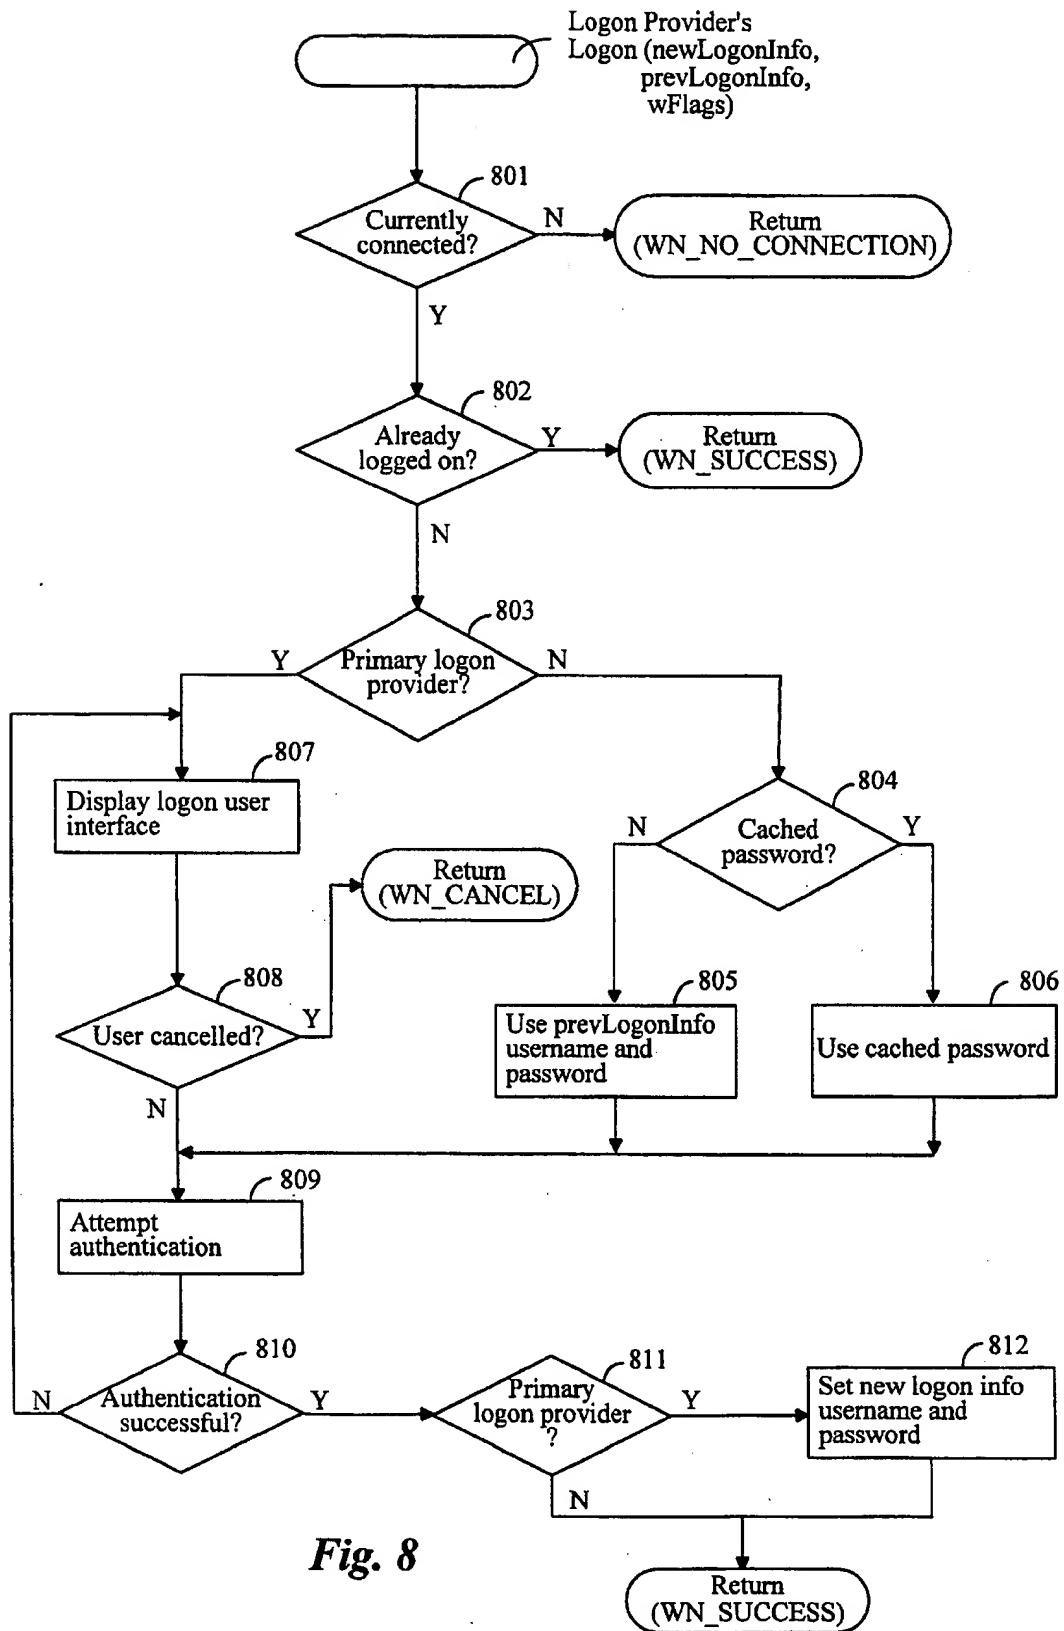 Logon Provider's
Logon (newLogonInfo,
prevLogonInfo,
wFlags)
801
Currently
connected?
N
Return
(WN_NO_CONNECTION)
Y
802
Already
logged on?
Y
Return
(WN_SUCCESS)
N
803
Primary logon
provider?
Y
N
807
Display logon user
interface
804
Cached
password?
N
Y
Return
(WN_CANCEL)
808
User cancelled?
Y
N
805
Use prevLogonInfo
username and
password
806
Use cached password
809
Attempt
authentication
810
Authentication
successful?
N
Y
811
Primary
logon provider
?
Y
N
812
Set new logon info
username and
password
Return
(WN_SUCCESS)
Fig. 8